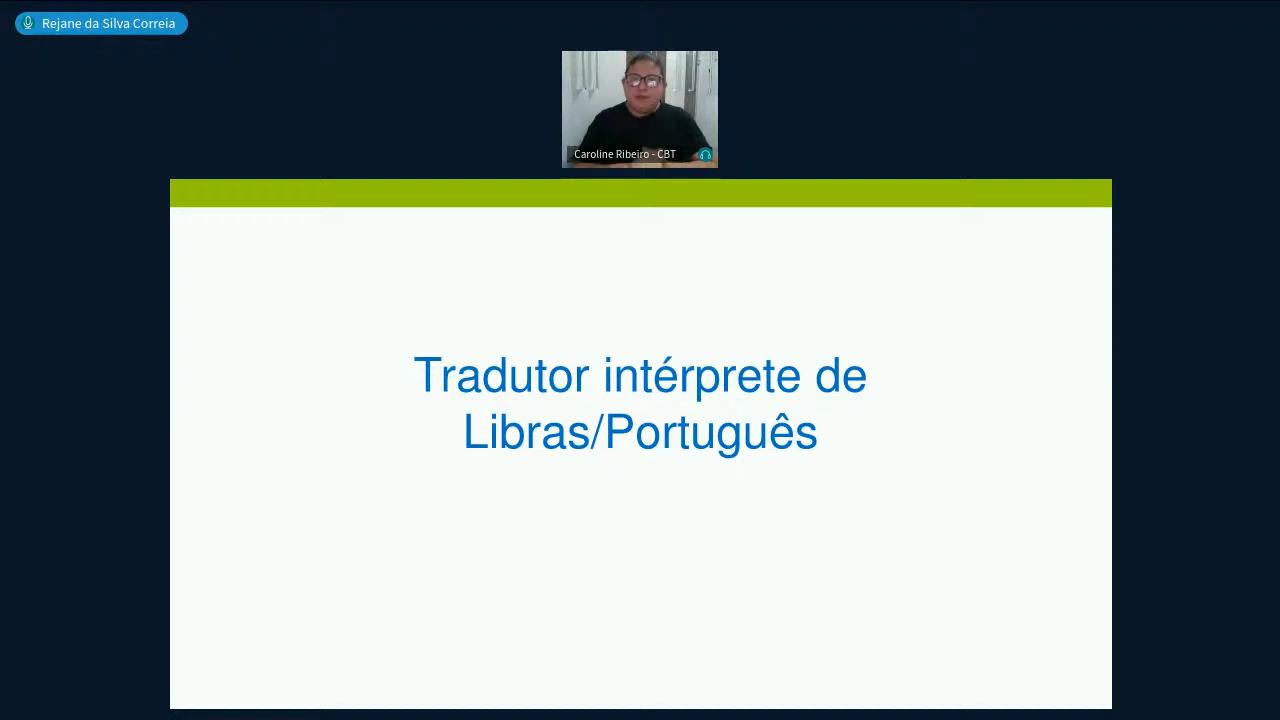 Rejane da Silva Correia
Caroline Ribeiro - CBT
Tradutor intérprete de
Libras/Português